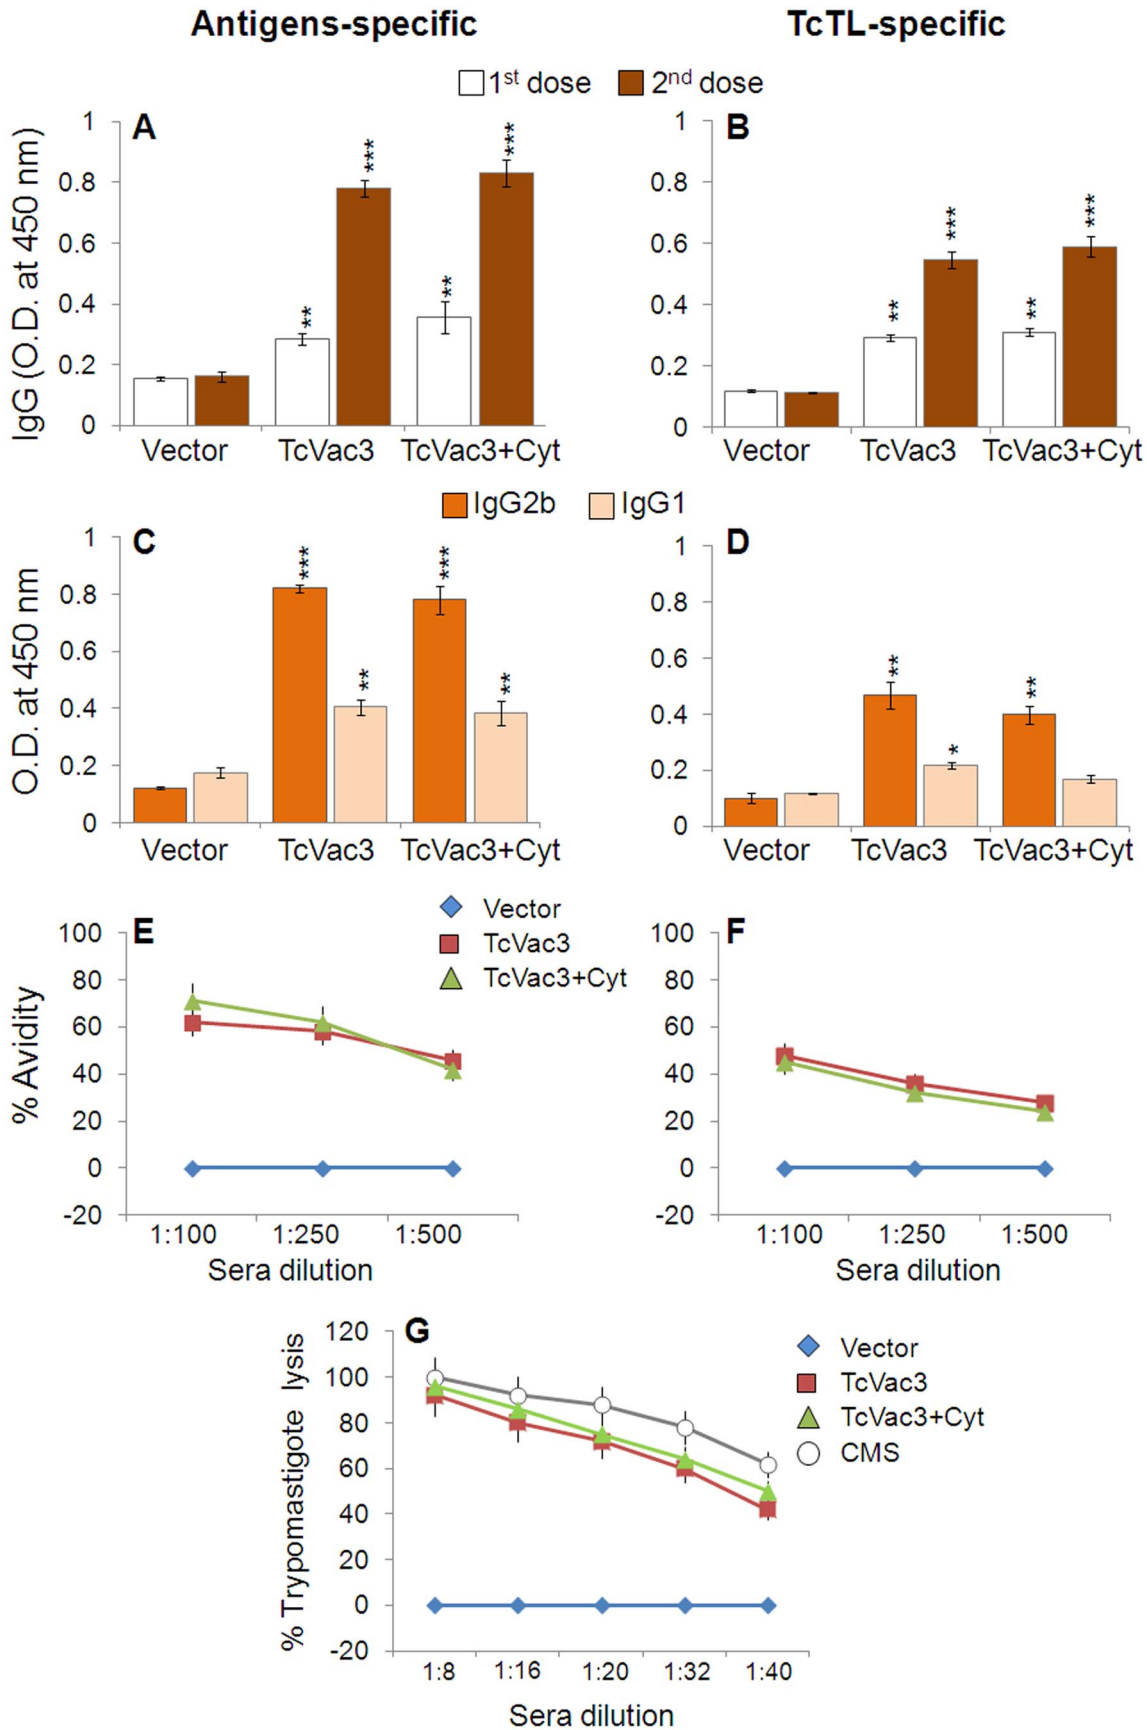 Antigens-specific TcTL-specific
1st dose 2nd dose
A
B
IgG (O.D. at 450 nm)
1
0.8
0.6
0.4
0.2
0
** *** ** ***
Vector TcVac3 TcVac3+Cyt
1
0.8
0.6
0.4
0.2
0
** *** ** ***
Vector TcVac3 TcVac3+Cyt
IgG2b IgG1
C
D
O.D. at 450 nm
1
0.8
0.6
0.4
0.2
0
*** ** *** **
Vector TcVac3 TcVac3+Cyt
1
0.8
0.6
0.4
0.2
0
** * **
Vector TcVac3 TcVac3+Cyt
E
Vector
TcVac3
TcVac3+Cyt
F
% Avidity
100
80
60
40
20
0
-20
1:100 1:250 1:500
Sera dilution
100
80
60
40
20
0
-20
1:100 1:250 1:500
Sera dilution
G
% Trypomastigote lysis
120
100
80
60
40
20
0
-20
1:8 1:16 1:20 1:32 1:40
Sera dilution
Vector
TcVac3
TcVac3+Cyt
CMS